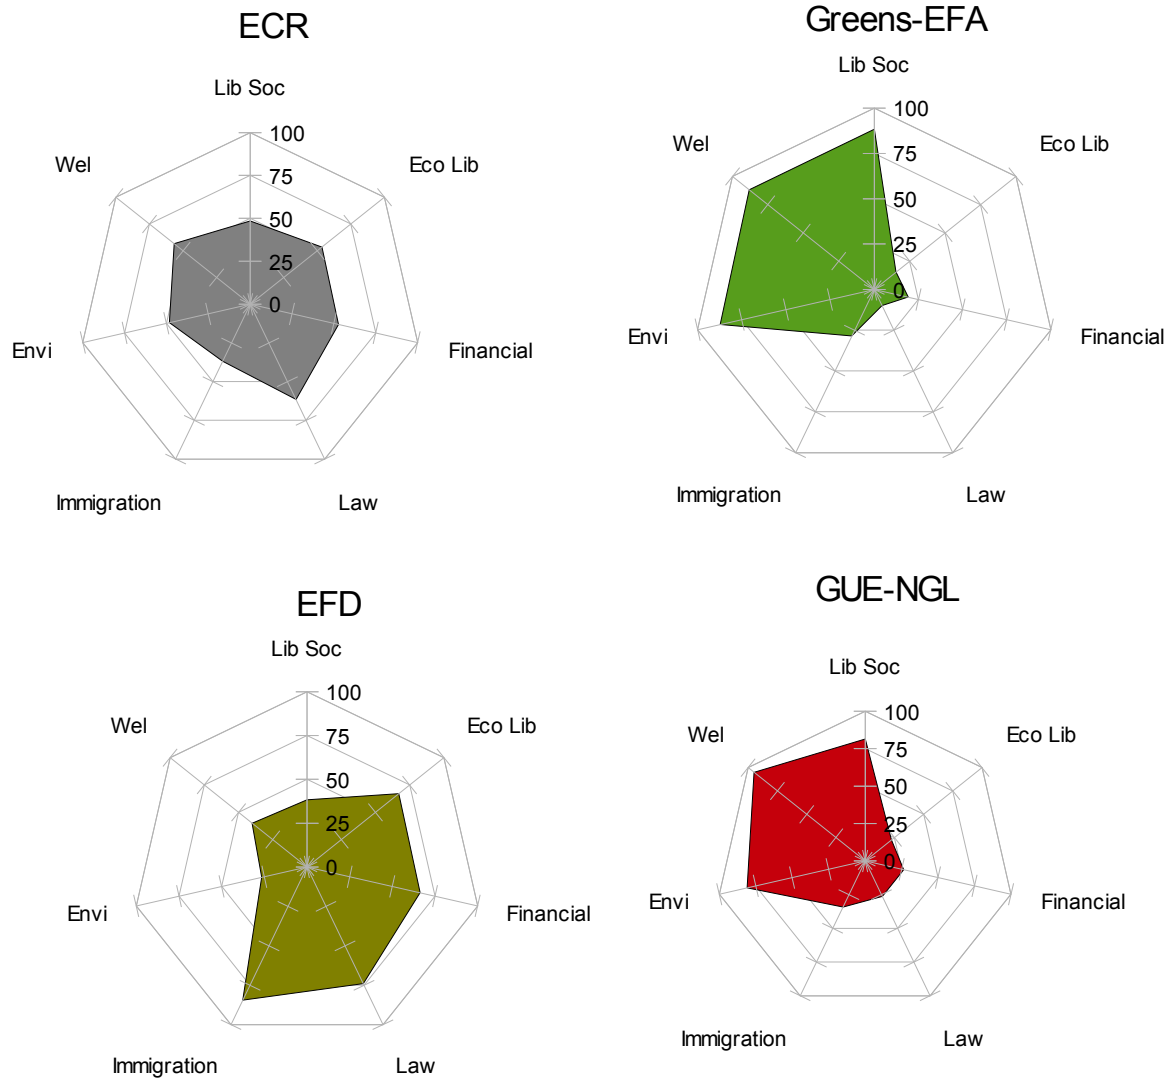 ECR
Lib Soc
Wel
Eco Lib
Envi
Financial
Immigration
Law
100
75
50
25
0
Greens-EFA
Lib Soc
Wel
Eco Lib
Envi
Financial
Immigration
Law
100
75
50
25
0
EFD
Lib Soc
Wel
Eco Lib
Envi
Financial
Immigration
Law
100
75
50
25
0
GUE-NGL
Lib Soc
Wel
Eco Lib
Envi
Financial
Immigration
Law
100
75
50
25
0